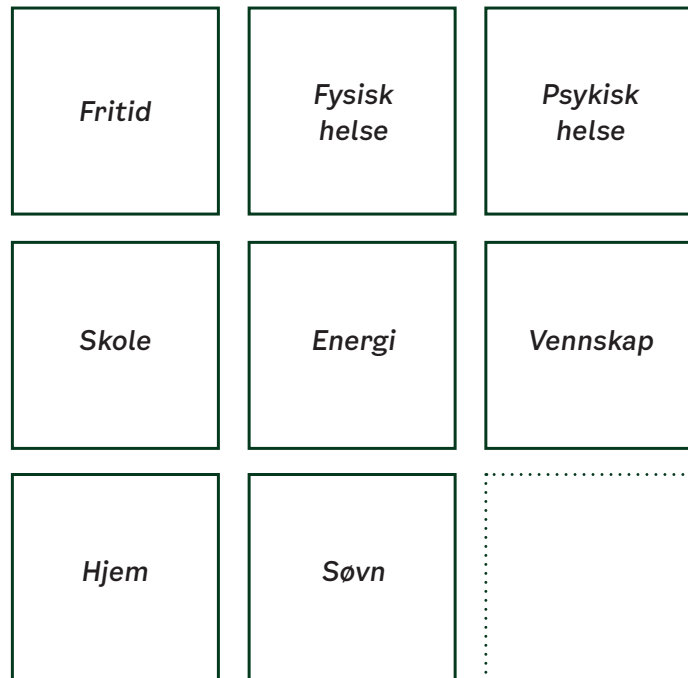 Fritid
Fysisk
helse
Psykisk
helse
Skole
Energi
Vennskap
Hjem
Søvn